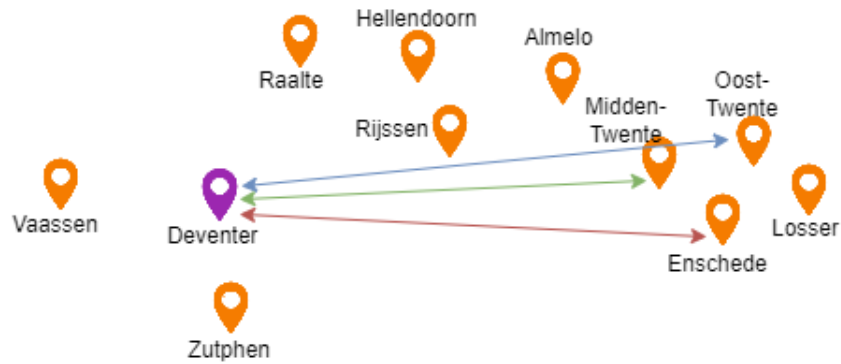 Hellendoorn
Raalte
Almelo
Oost-
Twente
Midden-
Twente
Rijssen
Vaassen
Deventer
Losser
Enschede
Zutphen